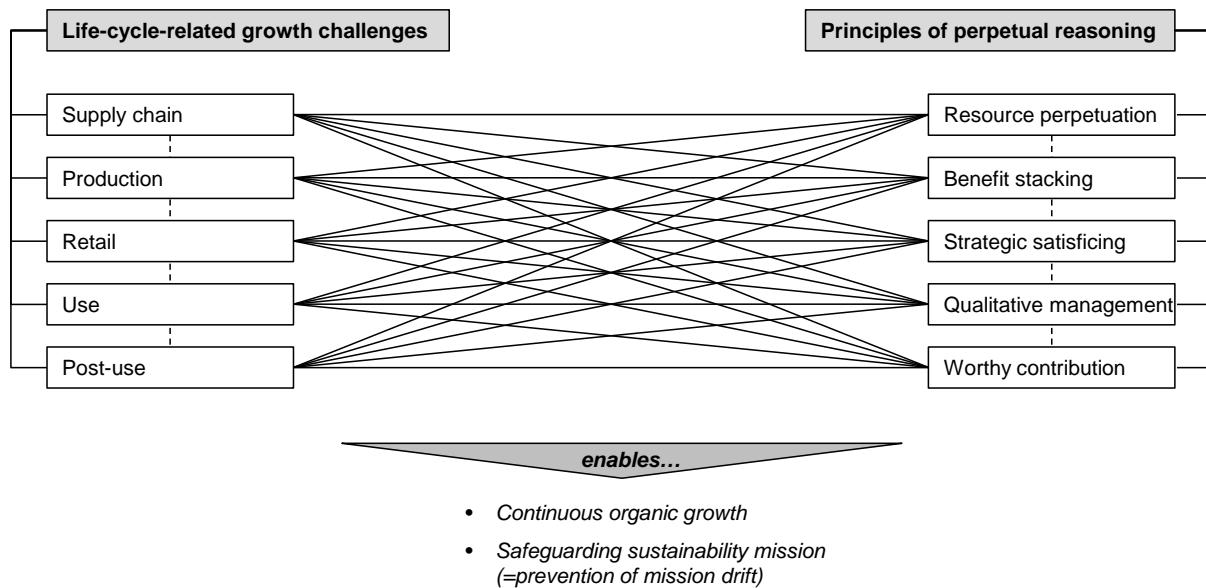 Life-cycle-related growth challenges
Principles of perpetual reasoning
Supply chain
Resource perpetuation
Production
Benefit stacking
Retail
Strategic satisficing
Use
Qualitative management
Post-use
Worthy contribution
enables…
• Continuous organic growth
• Safeguarding sustainability mission
(=prevention of mission drift)